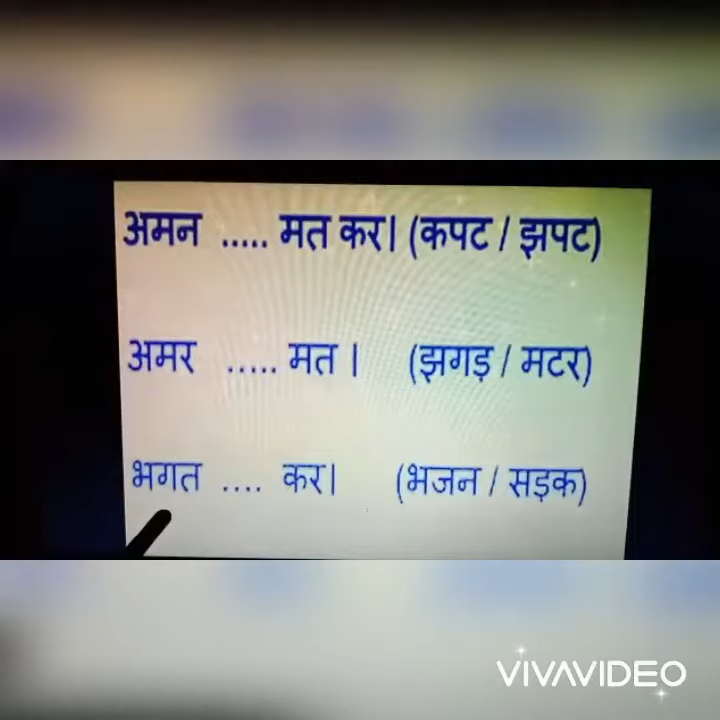 अमन ..... मत कर। (कपट / झपट)
अमर ..... मत । (झगड़ / मटर)
भगत .... कर। (भजन / सड़क)
VIVAVIDEO